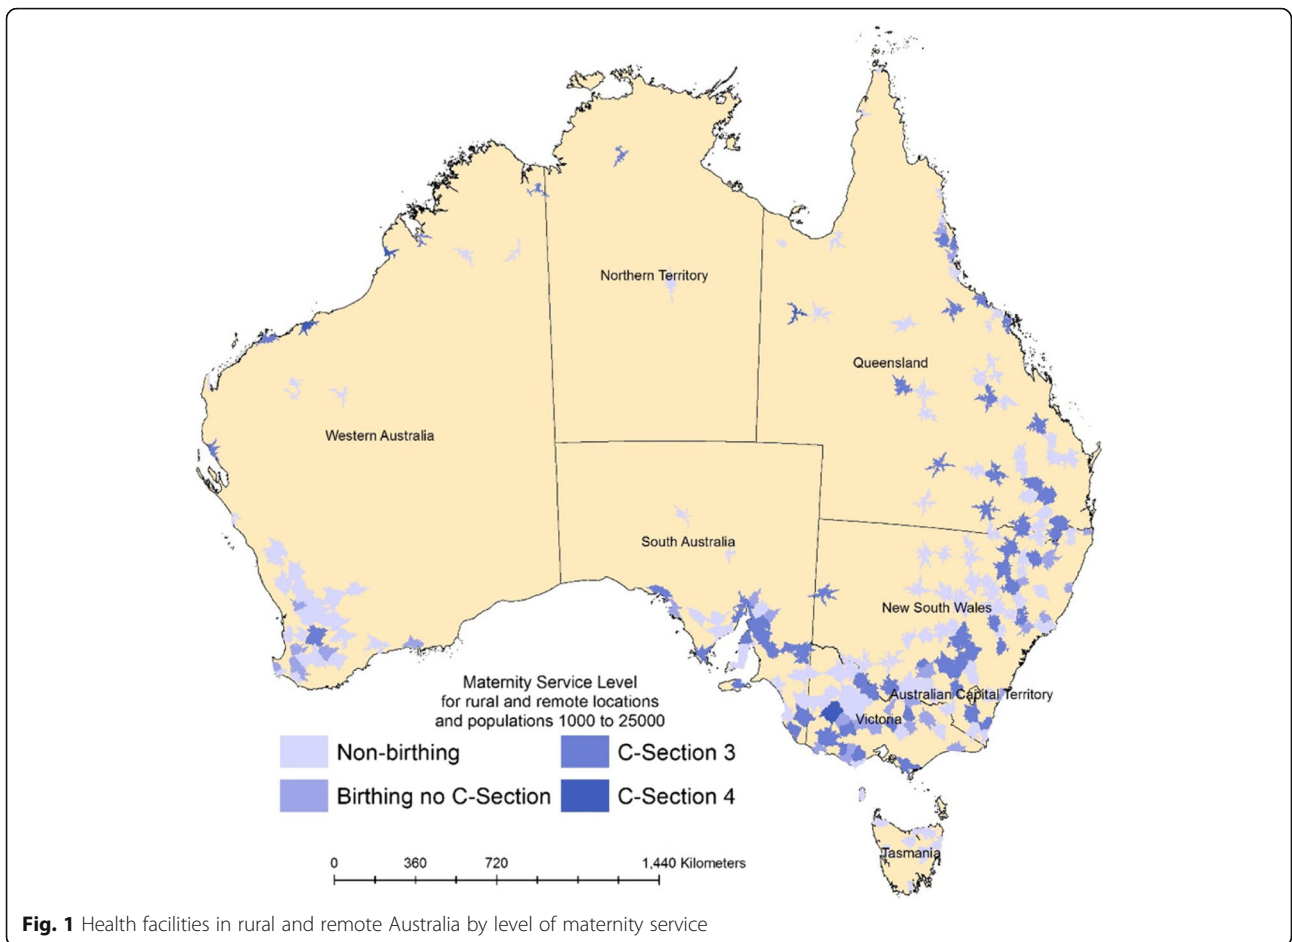 Northern Territory
Queensland
Western Australia
South Australia
New South Wales
Australian Capital Territory
Victoria
Tasmania
Maternity Service Level
for rural and remote locations
and populations 1000 to 25000
Non-birthing
C-Section 3
Birthing no C-Section
C-Section 4
0 360 720 1,440 Kilometers
Fig. 1 Health facilities in rural and remote Australia by level of maternity service